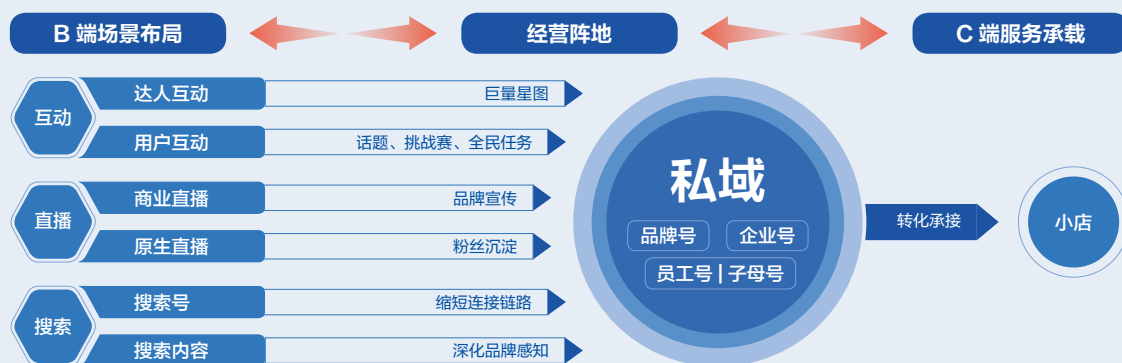 B 端场景布局
经营阵地
C 端服务承载
互动
达人互动
巨量星图
用户互动
话题、挑战赛、全民任务
直播
商业直播
品牌宣传
原生直播
粉丝沉淀
搜索
搜索号
缩短连接链路
搜索内容
深化品牌感知
私域
品牌号
企业号
员工号 | 子母号
转化承接
小店